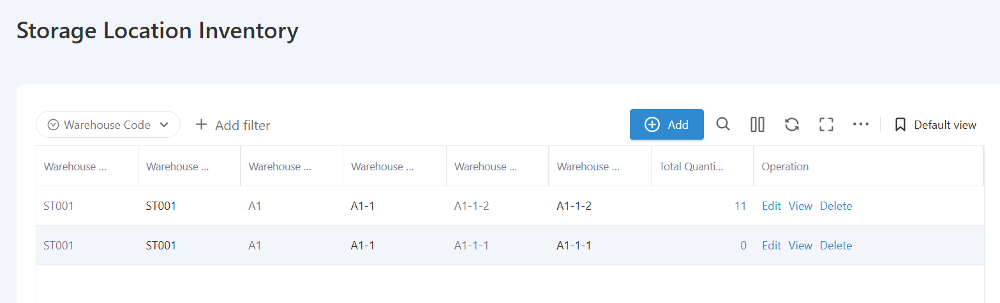 Storage Location Inventory
Warehouse Code + Add filter Add Default view
Warehouse ... Warehouse ... Warehouse ... Warehouse ... Warehouse ... Warehouse ... Total Quanti... Operation
ST001 ST001 A1 A1-1 A1-1-2 A1-1-2 11 Edit View Delete
ST001 ST001 A1 A1-1 A1-1-1 A1-1-1 0 Edit View Delete